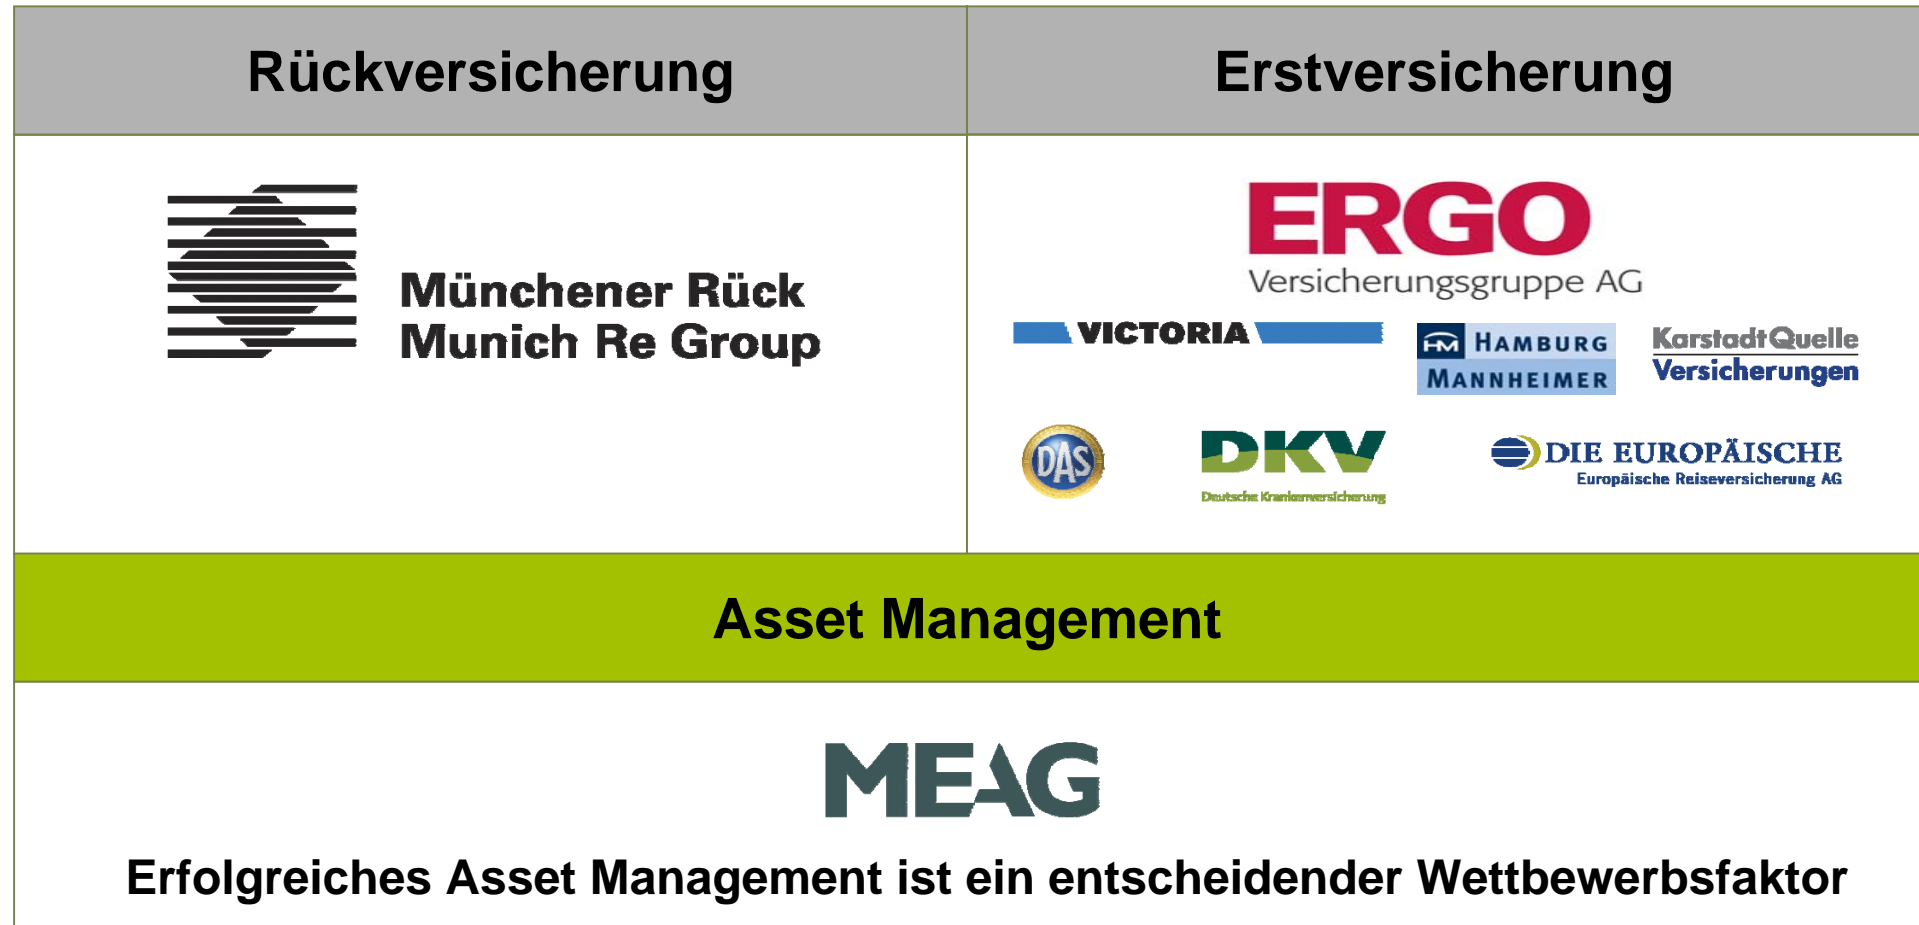 Rückversicherung
Erstversicherung
Münchener Rück
Munich Re Group
ERGO
Versicherungsgruppe AG
VICTORIA
HM HAMBURG
MANNHEIMER
KarstadtQuelle
Versicherungen
DAS
DKV
Deutsche Krankenversicherung
DIE EUROPÄISCHE
Europäische Reiseversicherung AG
Asset Management
MEAG
Erfolgreiches Asset Management ist ein entscheidender Wettbewerbsfaktor